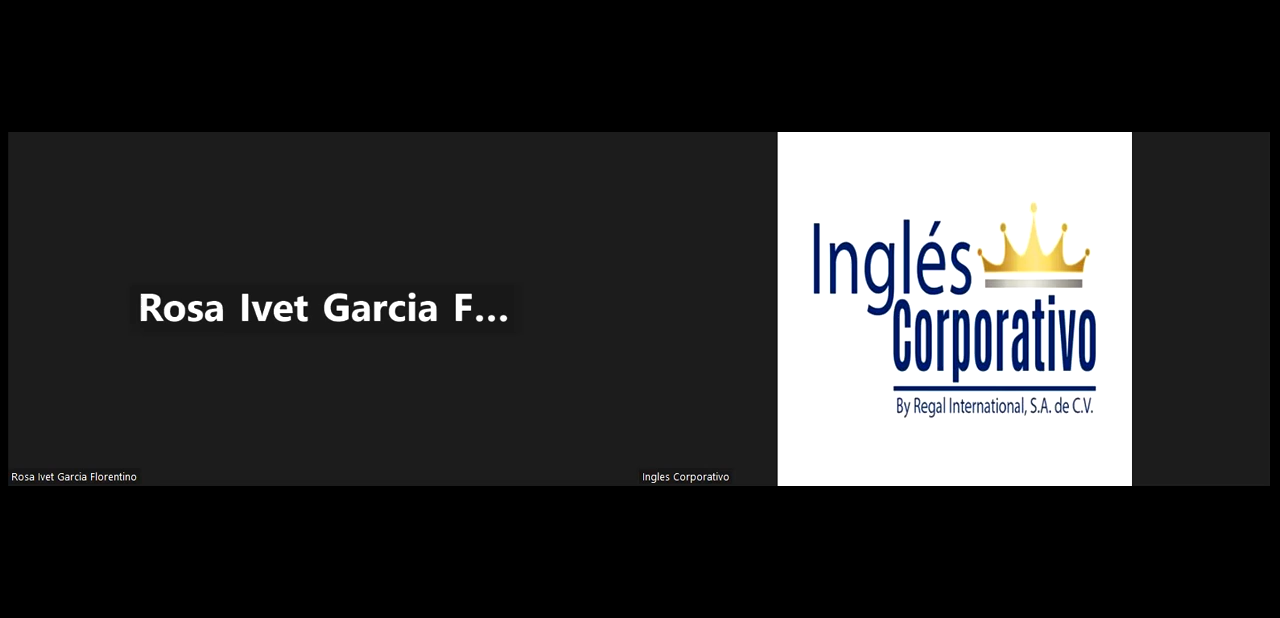 Rosa Ivet Garcia F...
Rosa Ivet Garcia Florentino
Inglés
Corporativo
By Regal International, S.A. de C.V.
Ingles Corporativo